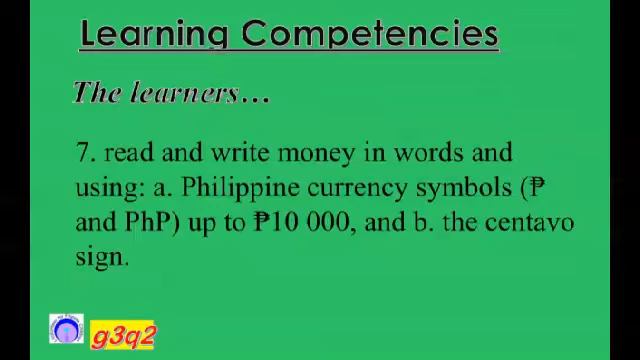 Learning Competencies
The learners…
7. read and write money in words and
using: a. Philippine currency symbols (₱
and PhP) up to ₱10 000, and b. the centavo
sign.
g3q2